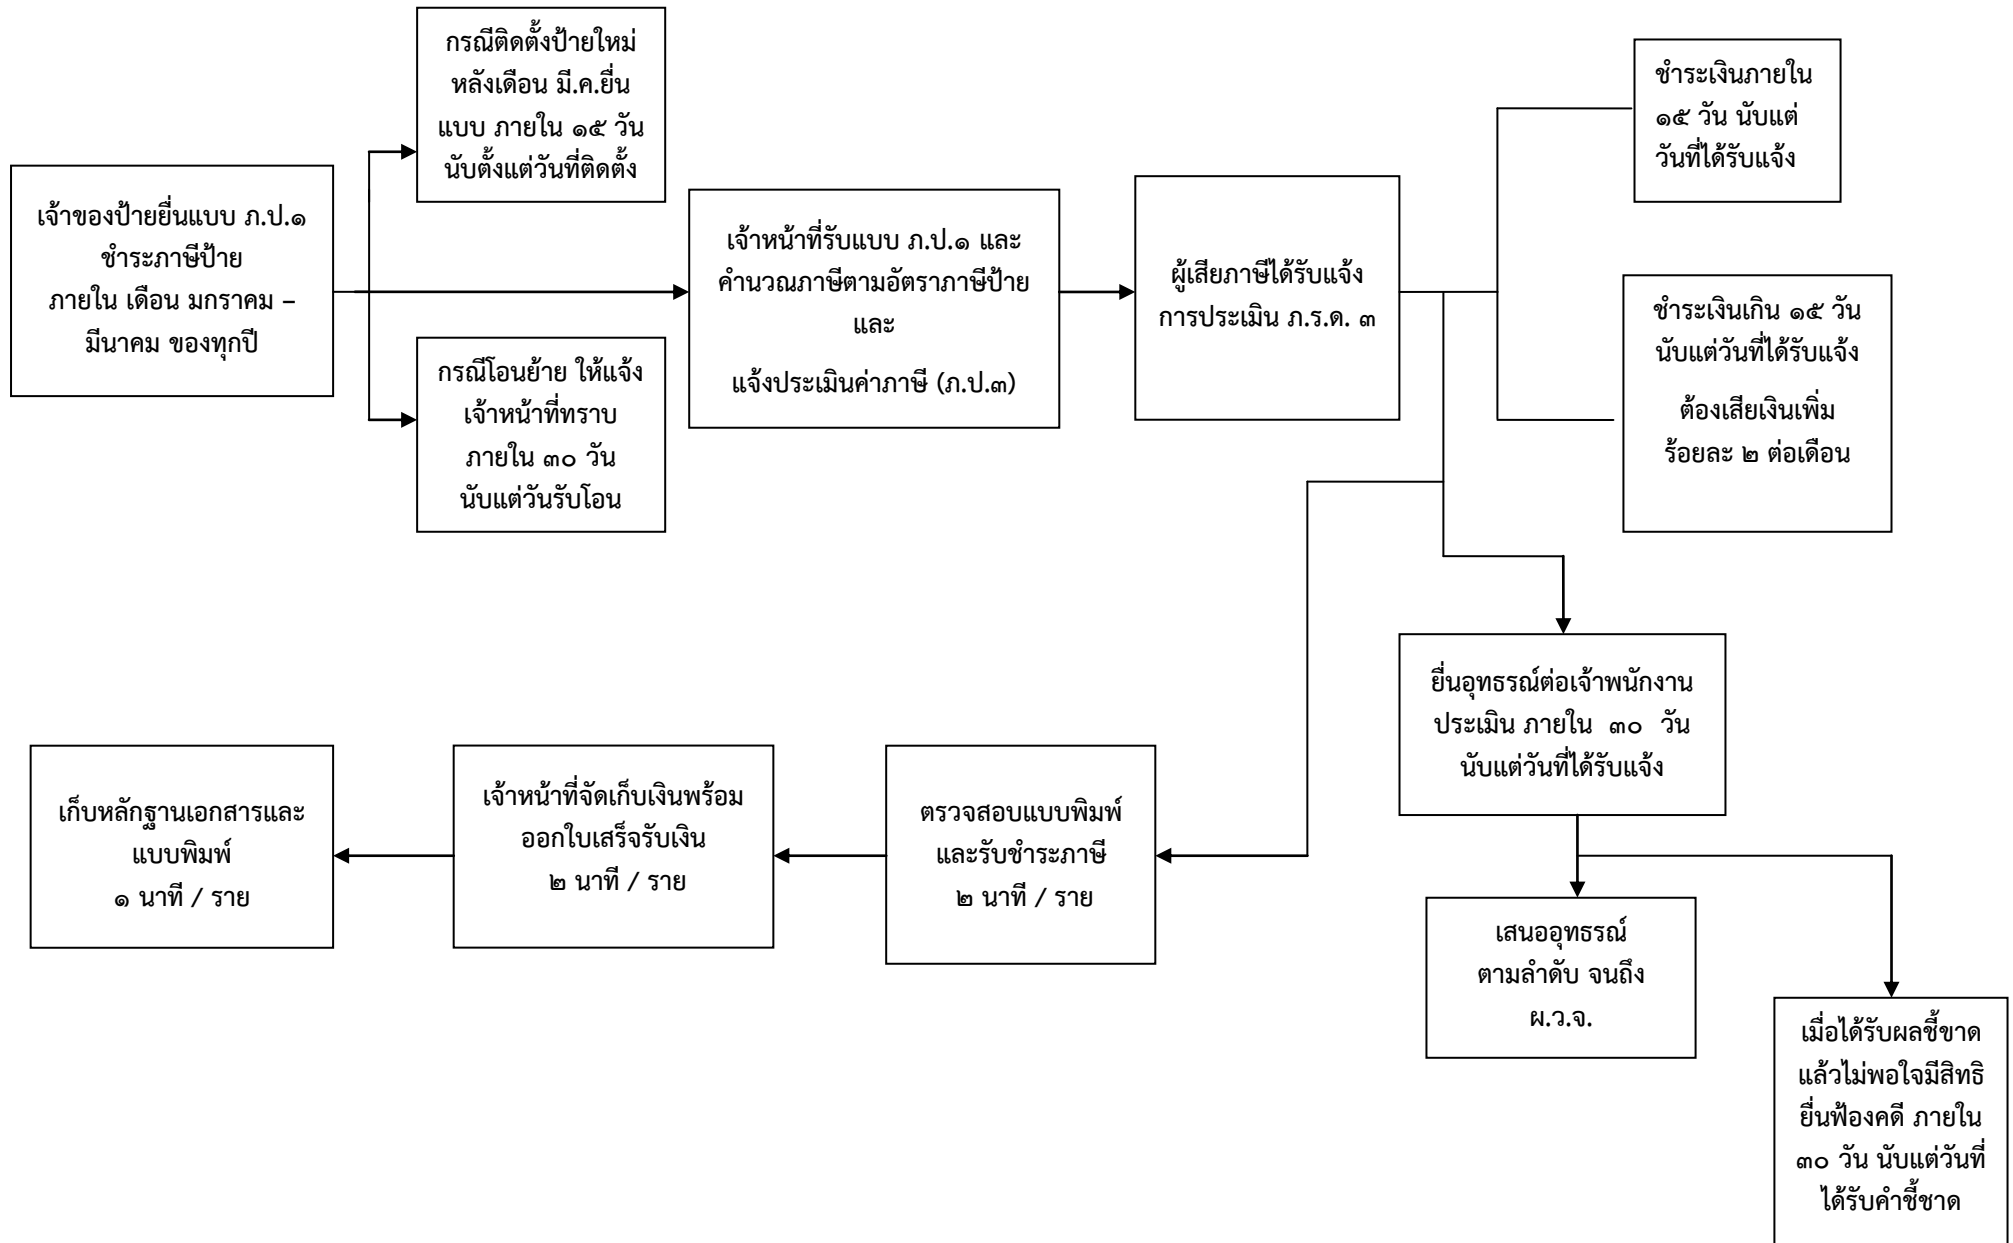 เจ้าของป้ายยื่นแบบ ภ.ป.๑
ชำระภาษีป้าย
ภายใน เดือน มกราคม –
มีนาคม ของทุกปี
กรณีติดตั้งป้ายใหม่
หลังเดือน มี.ค.ยื่น
แบบ ภายใน ๑๕ วัน
นับตั้งแต่วันที่ติดตั้ง
กรณีโอนย้าย ให้แจ้ง
เจ้าหน้าที่ทราบ
ภายใน ๓๐ วัน
นับแต่วันรับโอน
เจ้าหน้าที่รับแบบ ภ.ป.๑ และ
คำนวณภาษีตามอัตราภาษีป้าย
และ
แจ้งประเมินค่าภาษี (ภ.ป.๓)
ผู้เสียภาษีได้รับแจ้ง
การประเมิน ภ.ร.ด. ๓
ชำระเงินภายใน
๑๕ วัน นับแต่
วันที่ได้รับแจ้ง
ชำระเงินเกิน ๑๕ วัน
นับแต่วันที่ได้รับแจ้ง
ต้องเสียเงินเพิ่ม
ร้อยละ ๒ ต่อเดือน
ยื่นอุทธรณ์ต่อเจ้าพนักงาน
ประเมิน ภายใน ๓๐ วัน
นับแต่วันที่ได้รับแจ้ง
เสนออุทธรณ์
ตามลำดับ จนถึง
ผ.ว.จ.
เมื่อได้รับผลชี้ขาด
แล้วไม่พอใจมีสิทธิ
ยื่นฟ้องคดี ภายใน
๓๐ วัน นับแต่วันที่
ได้รับคำชี้ชาด
ตรวจสอบแบบพิมพ์
และรับชำระภาษี
๒ นาที / ราย
เจ้าหน้าที่จัดเก็บเงินพร้อม
ออกใบเสร็จรับเงิน
๒ นาที / ราย
เก็บหลักฐานเอกสารและ
แบบพิมพ์
๑ นาที / ราย